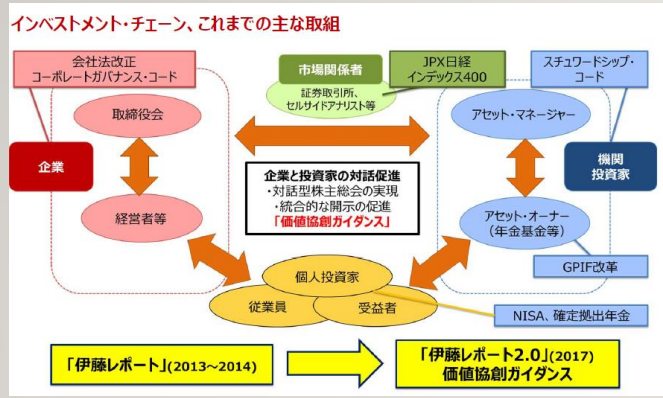 インベストメント・チェーン、これまでの主な取組
会社法改正
コーポレートガバナンス・コード
市場関係者
証券取引所、
セルサイドアナリスト等
JPX日経
インデックス400
スチュワードシップ・
コード
取締役会
アセット・マネージャー
企業
企業と投資家の対話促進
・対話型株主総会の実現
・統合的な開示の促進
「価値協創ガイダンス」
機関
投資家
経営者等
アセット・オーナー
（年金基金等）
GPIF改革
個人投資家
従業員
受益者
NISA、確定拠出年金
「伊藤レポート」(2013～2014)
「伊藤レポート2.0」(2017)
価値協創ガイダンス